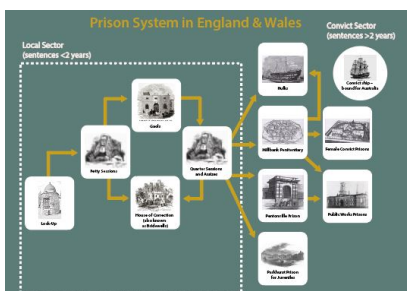 Prison System in England & Wales
Local Sector
(sentences <2 years)
Convict Sector
(sentences >2 years)
Gaols
Hulks
Convict ship –
bound for Australia
Petty Sessions
Quarter Sessions
and Assizes
Millbank Penitentiary
Female Convict Prisons
Lock-Up
House of Correction
(also known
as Bridewells)
Pentonville Prison
Public Works Prisons
Parkhurst Prison
for Juveniles